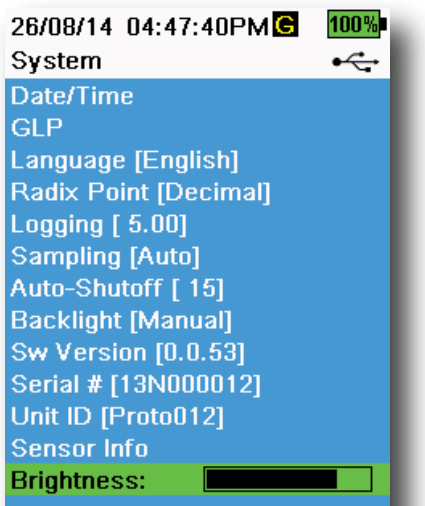 26/08/14 04:47:40PM G 100%
System
Date/Time
GLP
Language [English]
Radix Point [Decimal]
Logging [ 5.00]
Sampling [Auto]
Auto-Shutoff [ 15]
Backlight [Manual]
Sw Version [0.0.53]
Serial # [13N000012]
Unit ID [Proto012]
Sensor Info
Brightness: